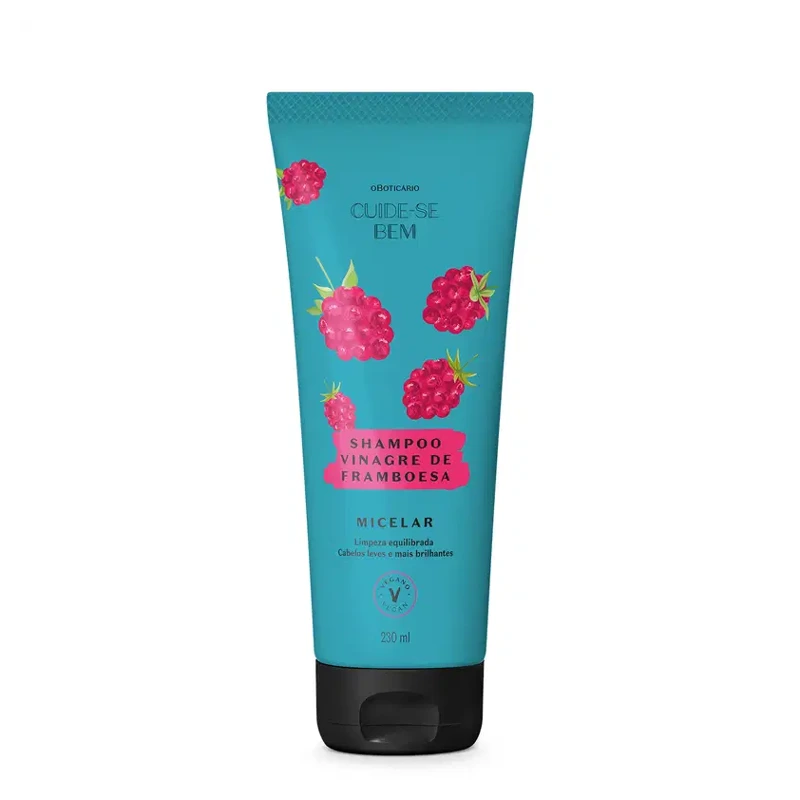 oBOTICÁRIO
CUIDE-SE
BEM
SHAMPOO
VINAGRE DE
FRAMBOESA
MICELAR
Limpeza equilibrada
Cabelos leves e mais brilhantes
VEGANO
V
VEGAN
230 ml